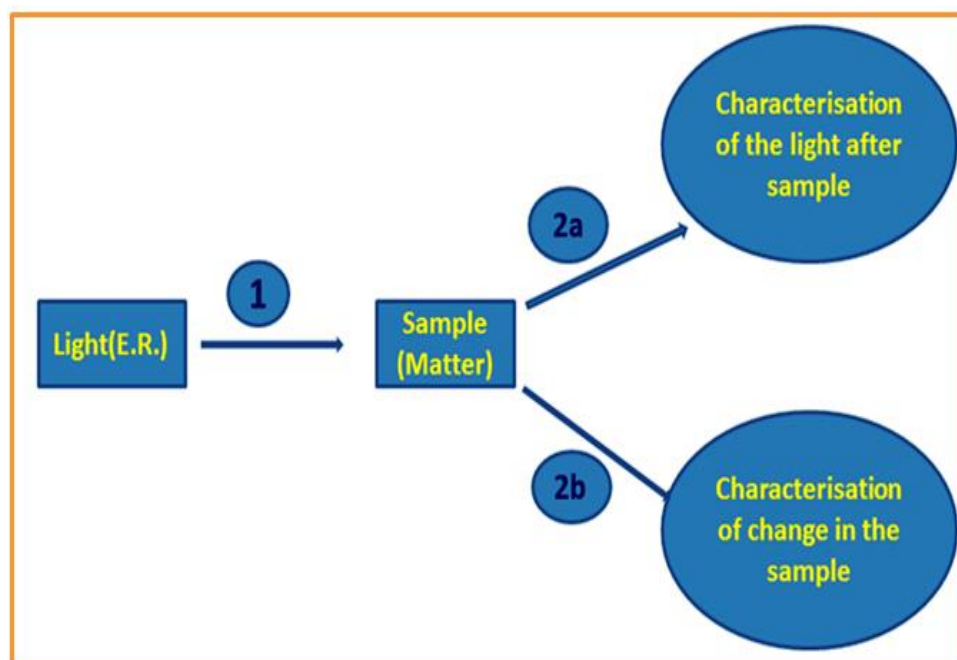 Characterisation
of the light after
sample
2a
1
Light(E.R.)
Sample
(Matter)
2b
Characterisation
of change in the
sample